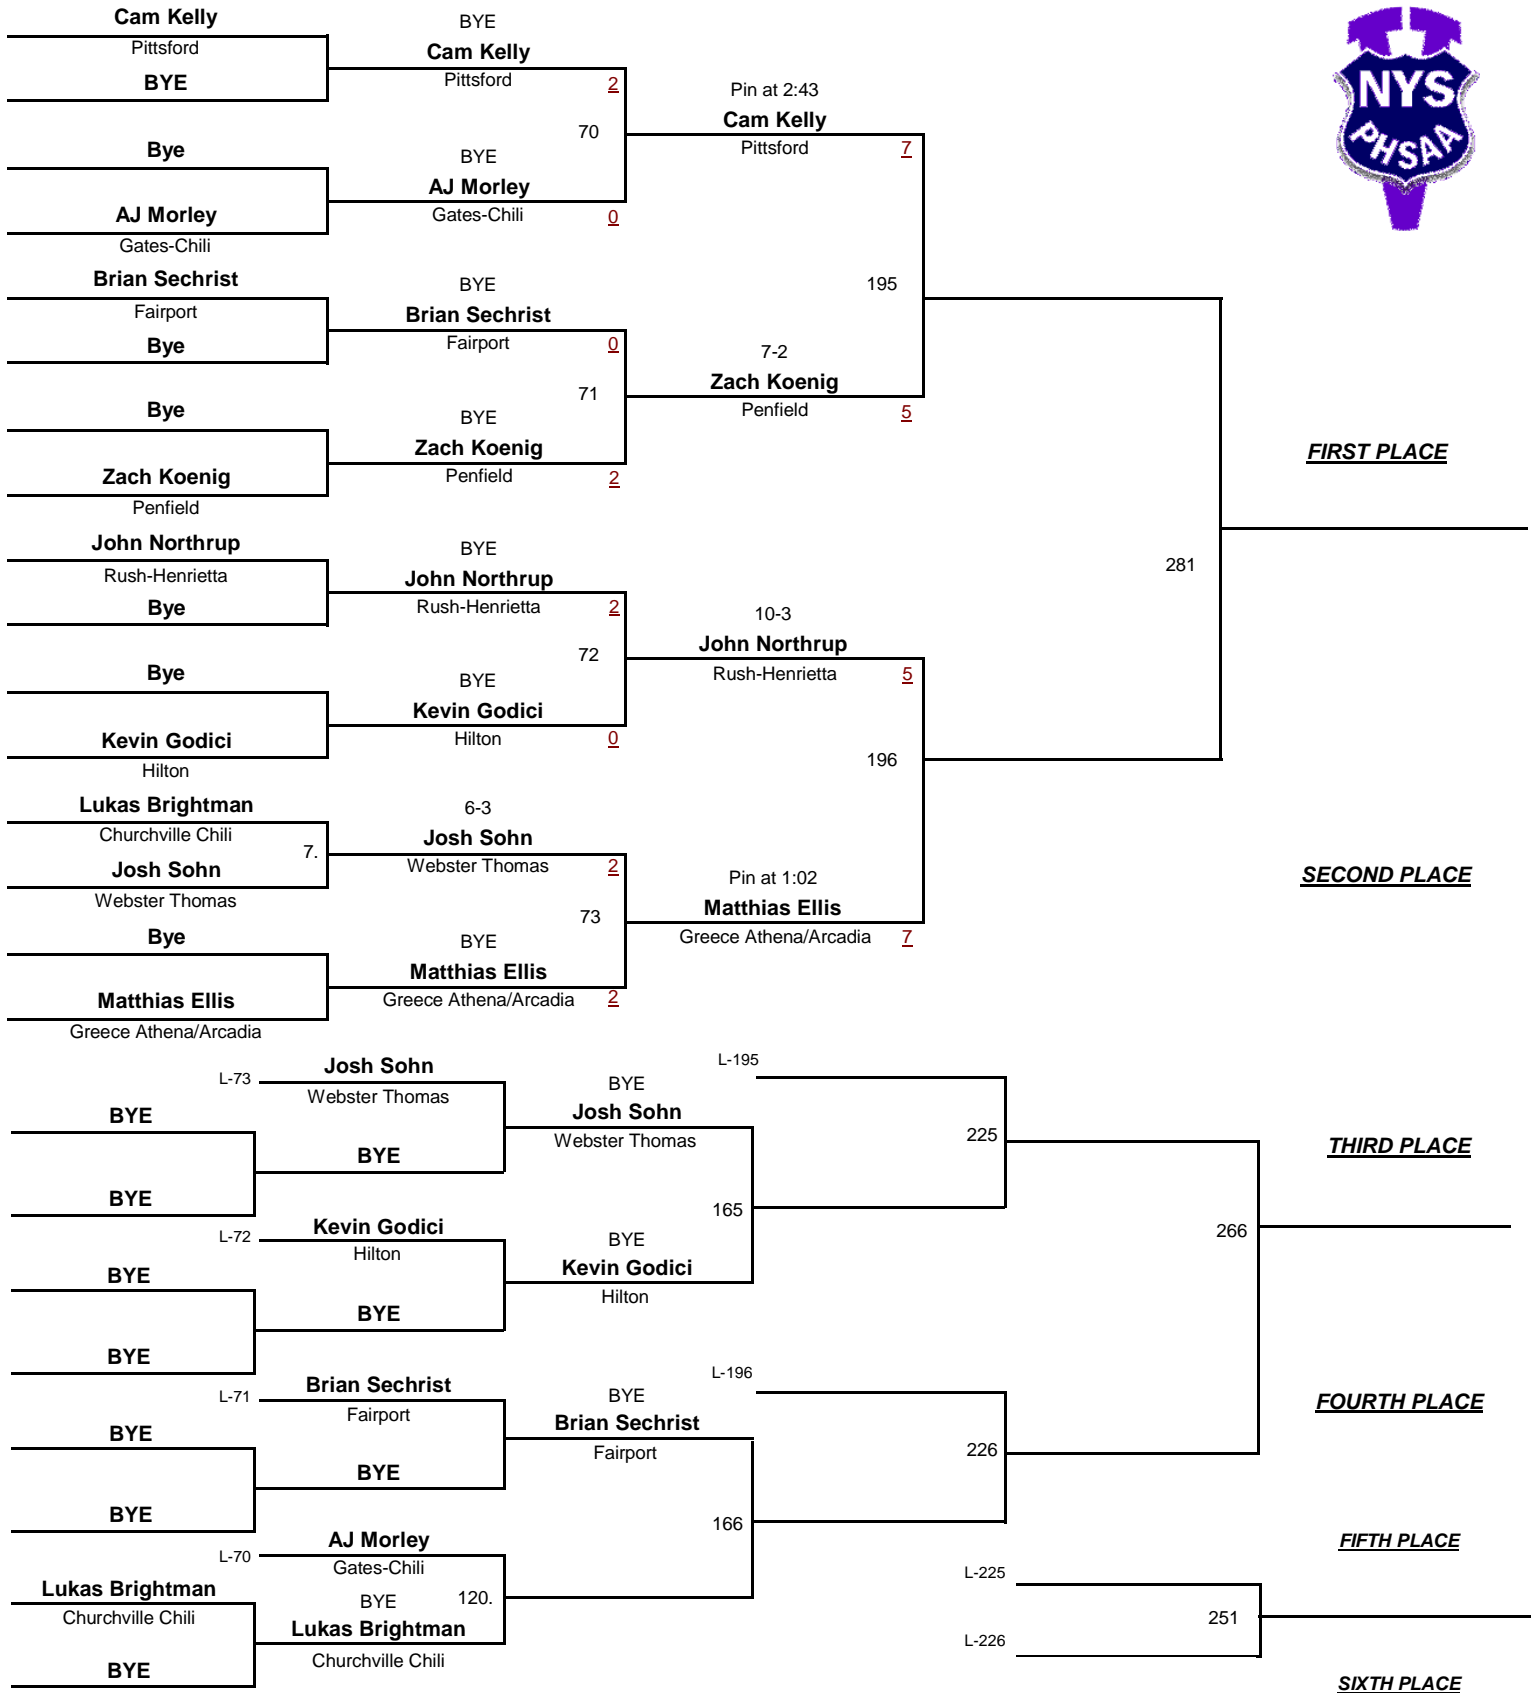 Cam Kelly
Pittsford
BYE
Bye
AJ Morley
Gates-Chili
Brian Sechrist
Fairport
Bye
Bye
Zach Koenig
Penfield
John Northrup
Rush-Henrietta
Bye
Bye
Kevin Godici
Hilton
Lukas Brightman
Churchville Chili
7.
Josh Sohn
Webster Thomas
Bye
Matthias Ellis
Greece Athena/Arcadia
BYE
Cam Kelly
Pittsford
2
70
BYE
AJ Morley
Gates-Chili
0
BYE
Brian Sechrist
Fairport
0
71
BYE
Zach Koenig
Penfield
2
BYE
John Northrup
Rush-Henrietta
2
72
BYE
Kevin Godici
Hilton
0
6-3
Josh Sohn
Webster Thomas
2
73
BYE
Matthias Ellis
Greece Athena/Arcadia
2
Pin at 2:43
Cam Kelly
Pittsford
7
195
7-2
Zach Koenig
Penfield
5
10-3
John Northrup
Rush-Henrietta
5
196
Pin at 1:02
Matthias Ellis
Greece Athena/Arcadia
7
281
NYS
PHSAA
FIRST PLACE
SECOND PLACE
L-73
Josh Sohn
Webster Thomas
BYE
BYE
BYE
L-72
Kevin Godici
Hilton
BYE
BYE
BYE
L-71
Brian Sechrist
Fairport
BYE
BYE
BYE
L-70
AJ Morley
Gates-Chili
Lukas Brightman
Churchville Chili
BYE
BYE
120.
Lukas Brightman
Churchville Chili
BYE
Josh Sohn
Webster Thomas
165
BYE
Kevin Godici
Hilton
BYE
Brian Sechrist
Fairport
166
L-195
225
L-196
226
266
THIRD PLACE
FOURTH PLACE
FIFTH PLACE
L-225
251
L-226
SIXTH PLACE